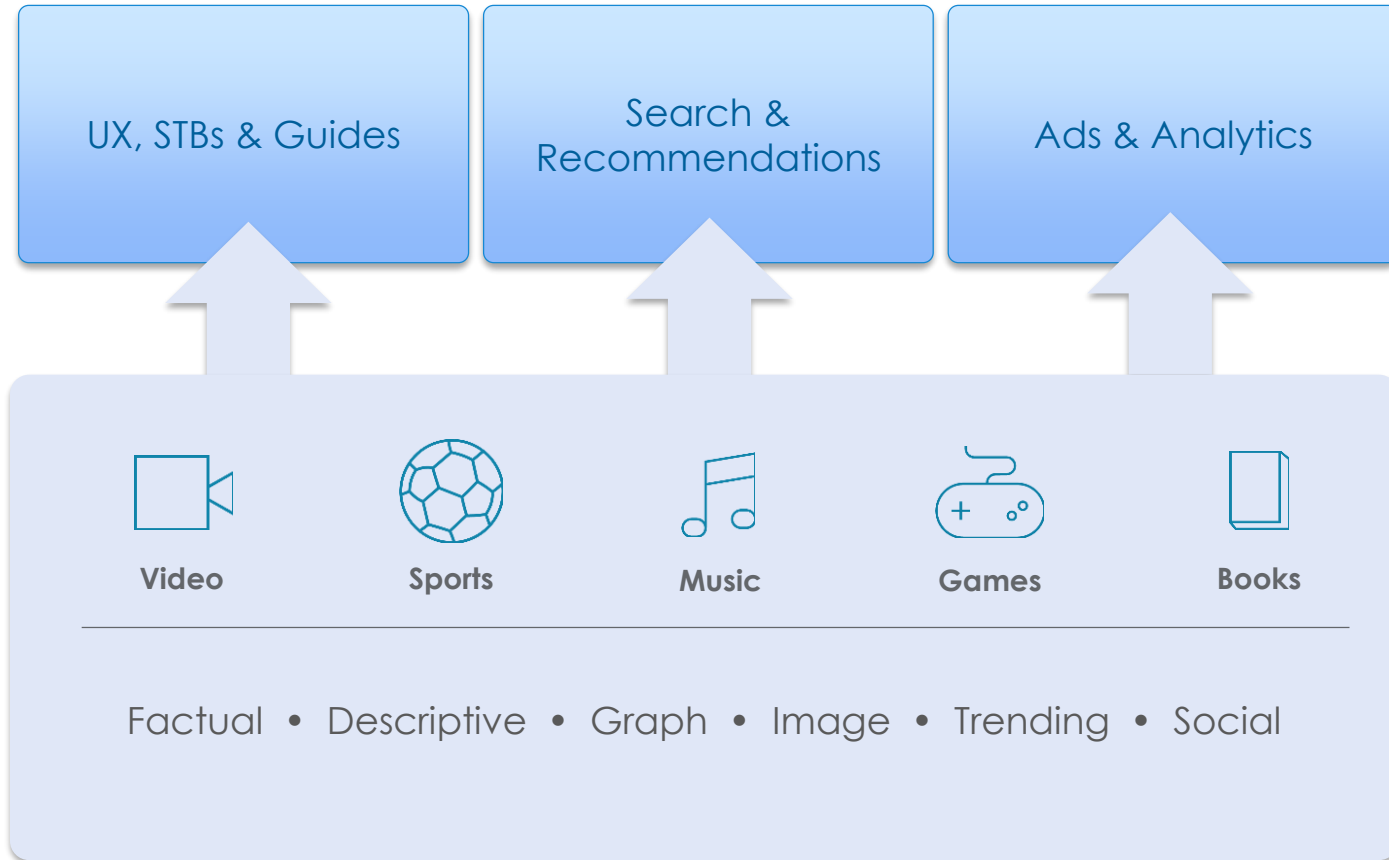 UX, STBs & Guides
Search &
Recommendations
Ads & Analytics
Video
Sports
Music
Games
Books
Factual • Descriptive • Graph • Image • Trending • Social